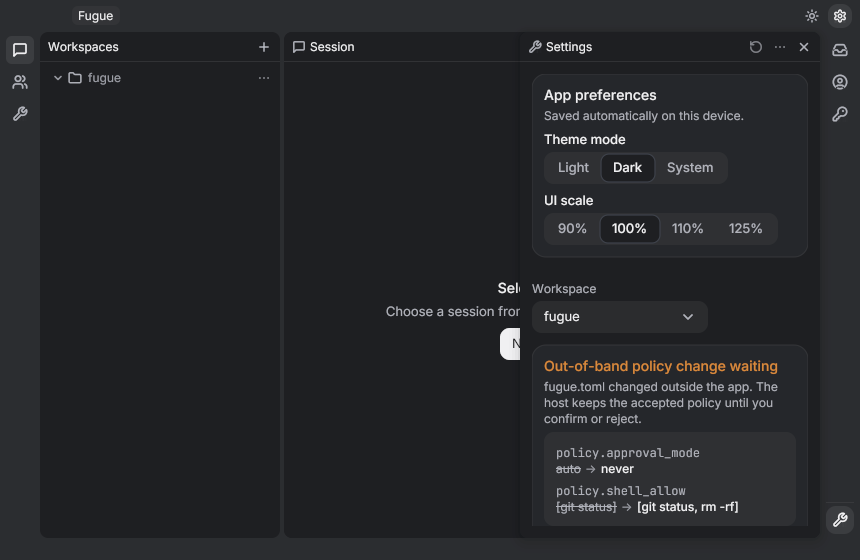 Fugue
Workspaces
fugue
Session
Choose a session from
Settings
App preferences
Saved automatically on this device.
Theme mode
Light Dark System
UI scale
90% 100% 110% 125%
Workspace
fugue
Out-of-band policy change waiting
fugue.toml changed outside the app. The
host keeps the accepted policy until you
confirm or reject.
policy.approval_mode
auto → never
policy.shell_allow
[git status] → [git status, rm -rf]